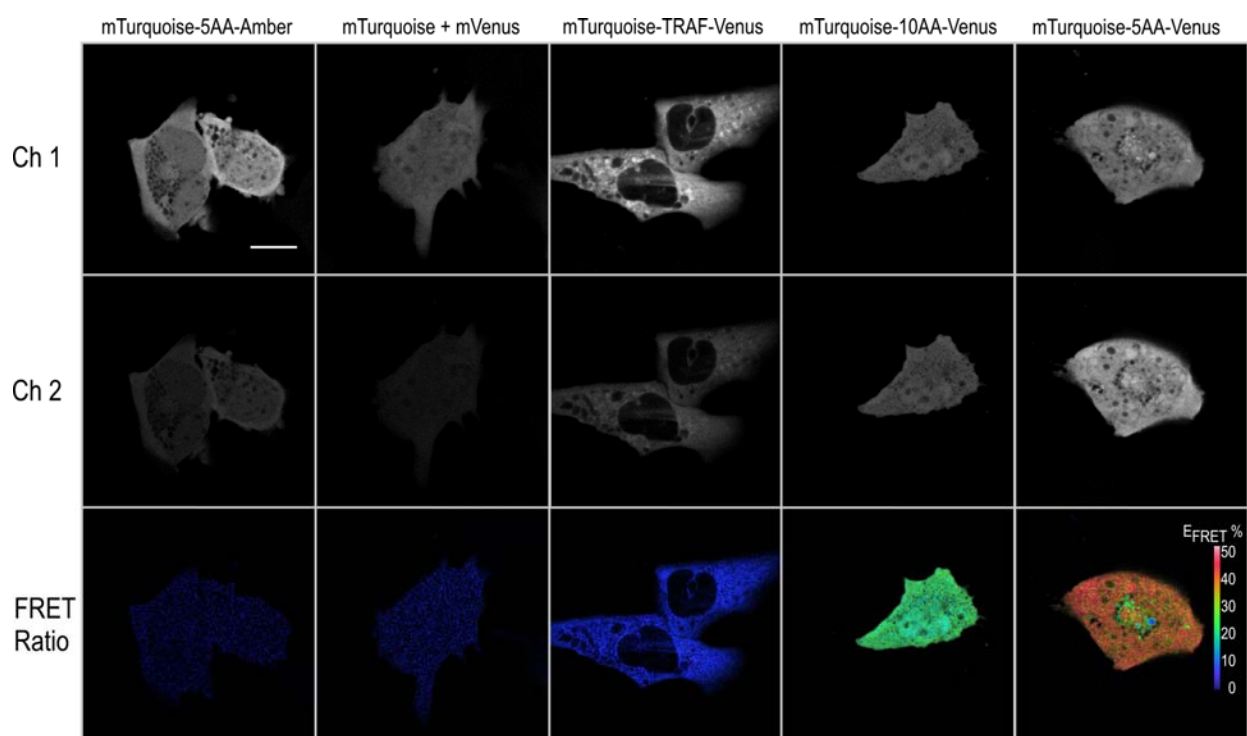 mTurquoise-5AA-Amber
mTurquoise + mVenus
mTurquoise-TRAF-Venus
mTurquoise-10AA-Venus
mTurquoise-5AA-Venus
Ch 1
Ch 2
FRET
Ratio
EFRET %
50
40
30
20
10
0